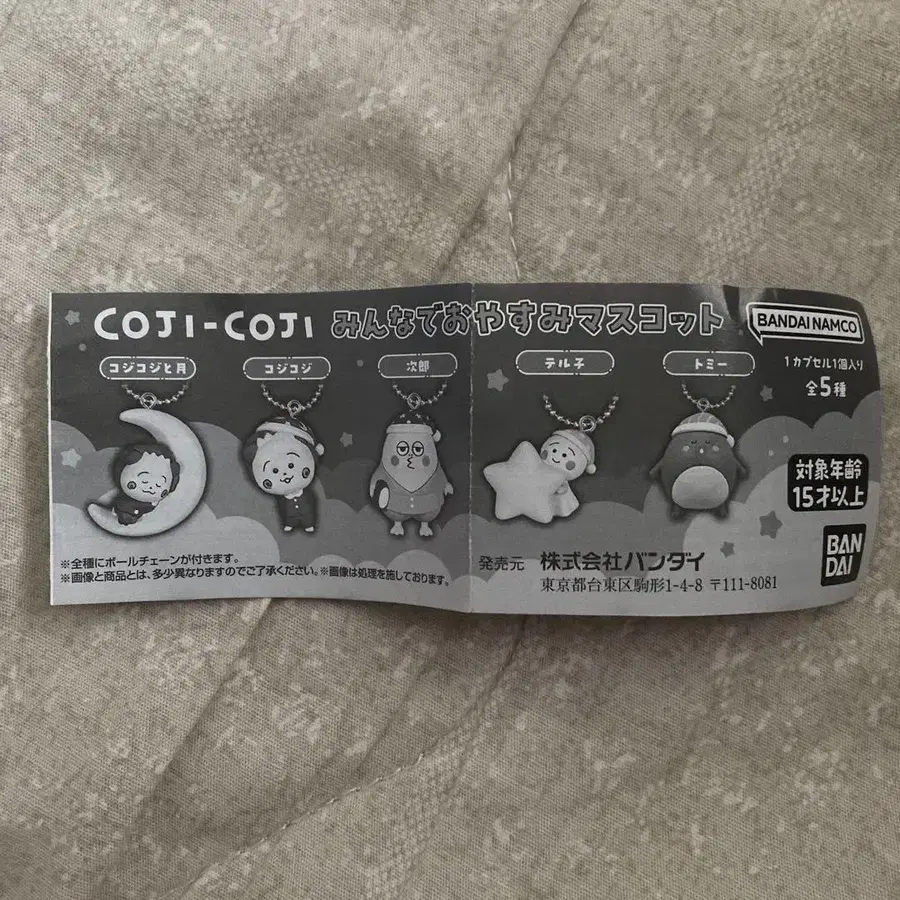 COJI-COJI みんなでおやすみマスコット
BANDAI NAMCO
コジコジと月
コジコジ
次郎
テル子
トミー
1カプセル1個入り
全5種
対象年齢
15才以上
※全種にボールチェーンが付きます。
※画像と商品とは、多少異なりますのでご了承ください。※画像は処理を施しております。
発売元 株式会社バンダイ
東京都台東区駒形1-4-8 〒111-8081
BAN
DAI